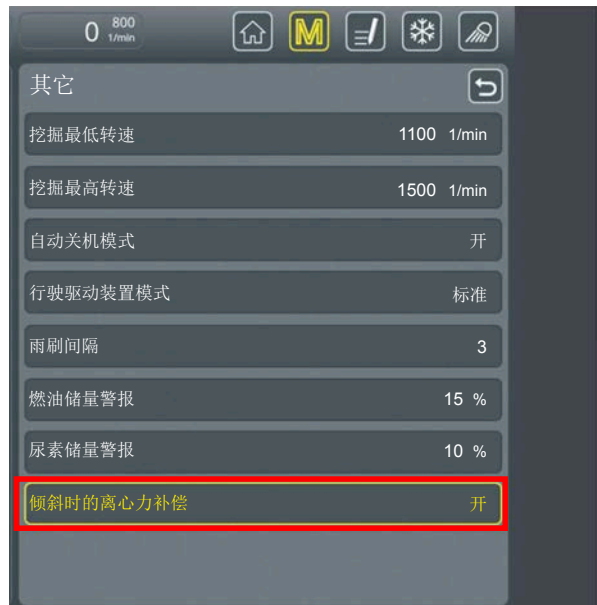 0 800 1/min M
其它
挖掘最低转速 1100 1/min
挖掘最高转速 1500 1/min
自动关机模式 开
行驶驱动装置模式 标准
雨刷间隔 3
燃油储量警报 15 %
尿素储量警报 10 %
倾斜时的离心力补偿 开